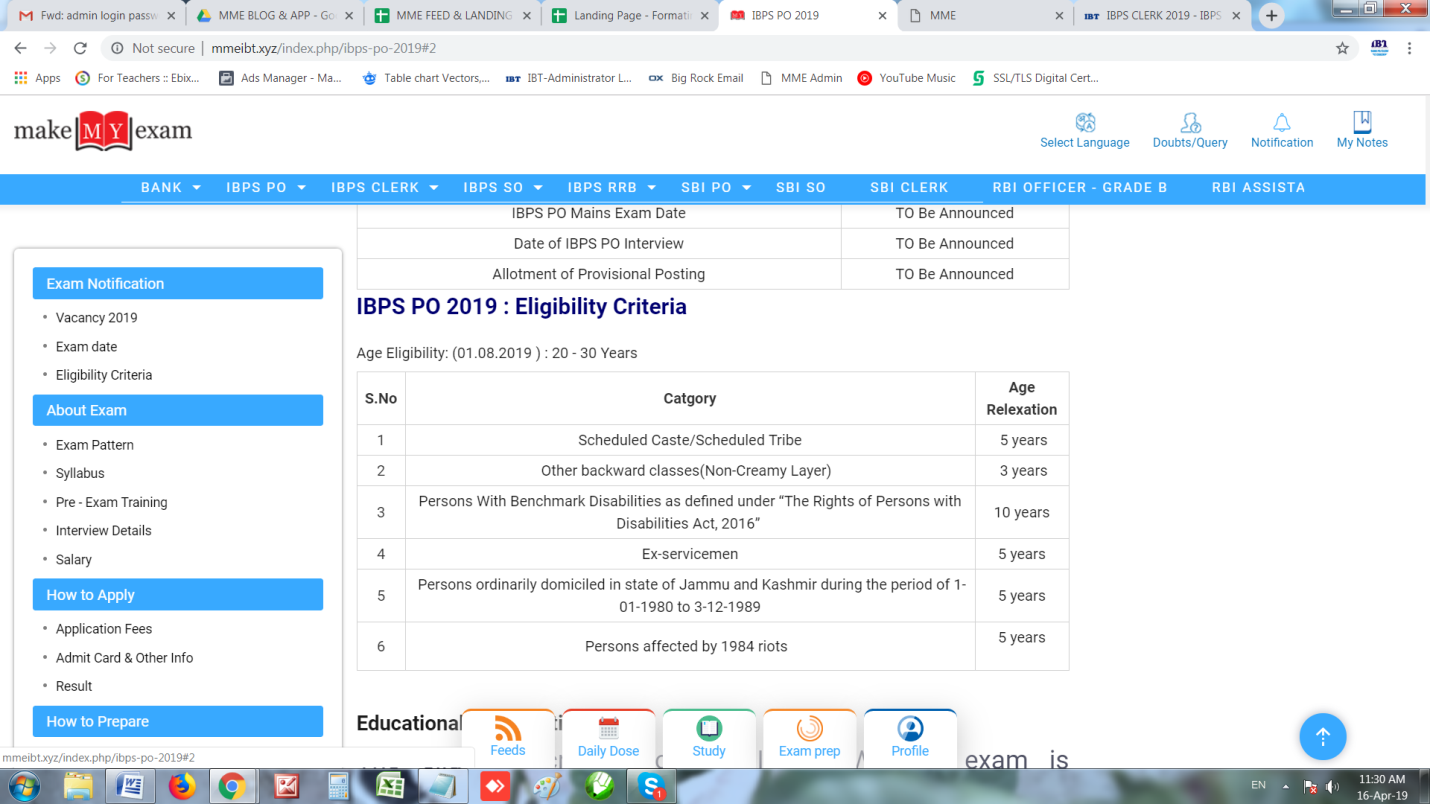 Fwd: admin login passw
MME BLOG & APP - Go
MME FEED & LANDING
Landing Page - Formati
IBPS PO 2019
MME
IBT IBPS CLERK 2019 - IBPS
Not secure | mmeibt.xyz/index.php/ibps-po-2019#2
IBT
Apps
For Teachers :: Ebix...
Ads Manager - Ma...
Table chart Vectors,...
IBT IBT-Administrator L...
Big Rock Email
MME Admin
YouTube Music
SSL/TLS Digital Cert...
make MY exam
Select Language
Doubts/Query
Notification
My Notes
BANK
IBPS PO
IBPS CLERK
IBPS SO
IBPS RRB
SBI PO
SBI SO
SBI CLERK
RBI OFFICER - GRADE B
RBI ASSISTA
Exam Notification
Vacancy 2019
Exam date
Eligibility Criteria
About Exam
Exam Pattern
Syllabus
Pre - Exam Training
Interview Details
Salary
How to Apply
Application Fees
Admit Card & Other Info
Result
How to Prepare
IBPS PO Mains Exam Date TO Be Announced
Date of IBPS PO Interview TO Be Announced
Allotment of Provisional Posting TO Be Announced
IBPS PO 2019 : Eligibility Criteria
Age Eligibility: (01.08.2019 ) : 20 - 30 Years
S.No Catgory Age
Relexation
1 Scheduled Caste/Scheduled Tribe 5 years
2 Other backward classes(Non-Creamy Layer) 3 years
3 Persons With Benchmark Disabilities as defined under “The Rights of Persons with
Disabilities Act, 2016” 10 years
4 Ex-servicemen 5 years
5 Persons ordinarily domiciled in state of Jammu and Kashmir during the period of 1-
01-1980 to 3-12-1989 5 years
6 Persons affected by 1984 riots 5 years
Educational
exam is
Feeds
Daily Dose
Study
Exam prep
Profile
mmeibt.xyz/index.php/ibps-po-2019#2
EN
11:30 AM
16-Apr-19